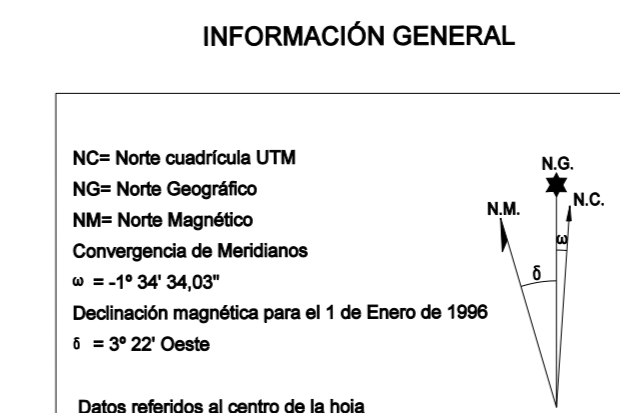 INFORMACIÓN GENERAL
NC= Norte cuadrícula UTM
NG= Norte Geográfico
NM= Norte Magnético
Convergencia de Meridianos
ω = -1º 34' 34,03"
Declinación magnética para el 1 de Enero de 1996
δ = 3º 22' Oeste
Datos referidos al centro de la hoja
N.G.
N.C.
N.M.
ω
δ